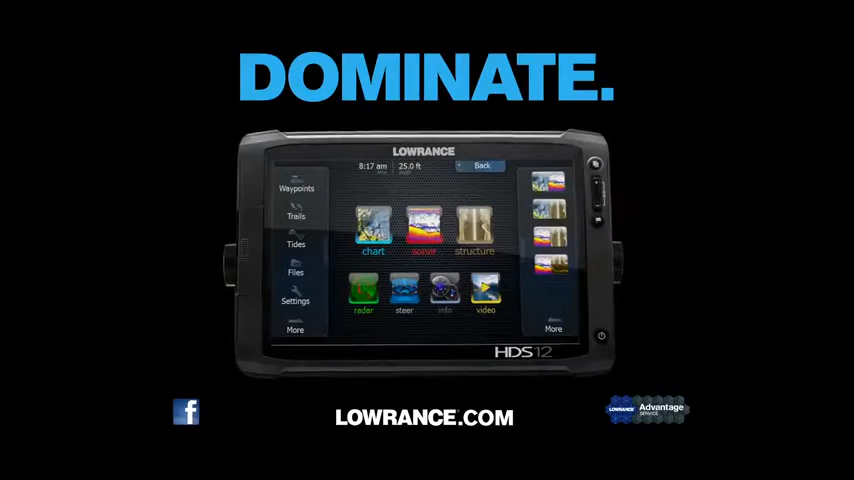 DOMINATE.
LOWRANCE
8:17 am
25.0 ft
Back
Waypoints
Trails
Tides
Files
Settings
More
chart
sonar
structure
radar
steer
info
video
More
HDS12
f
LOWRANCE.COM
LOWRANCE
Advantage
SERVICE